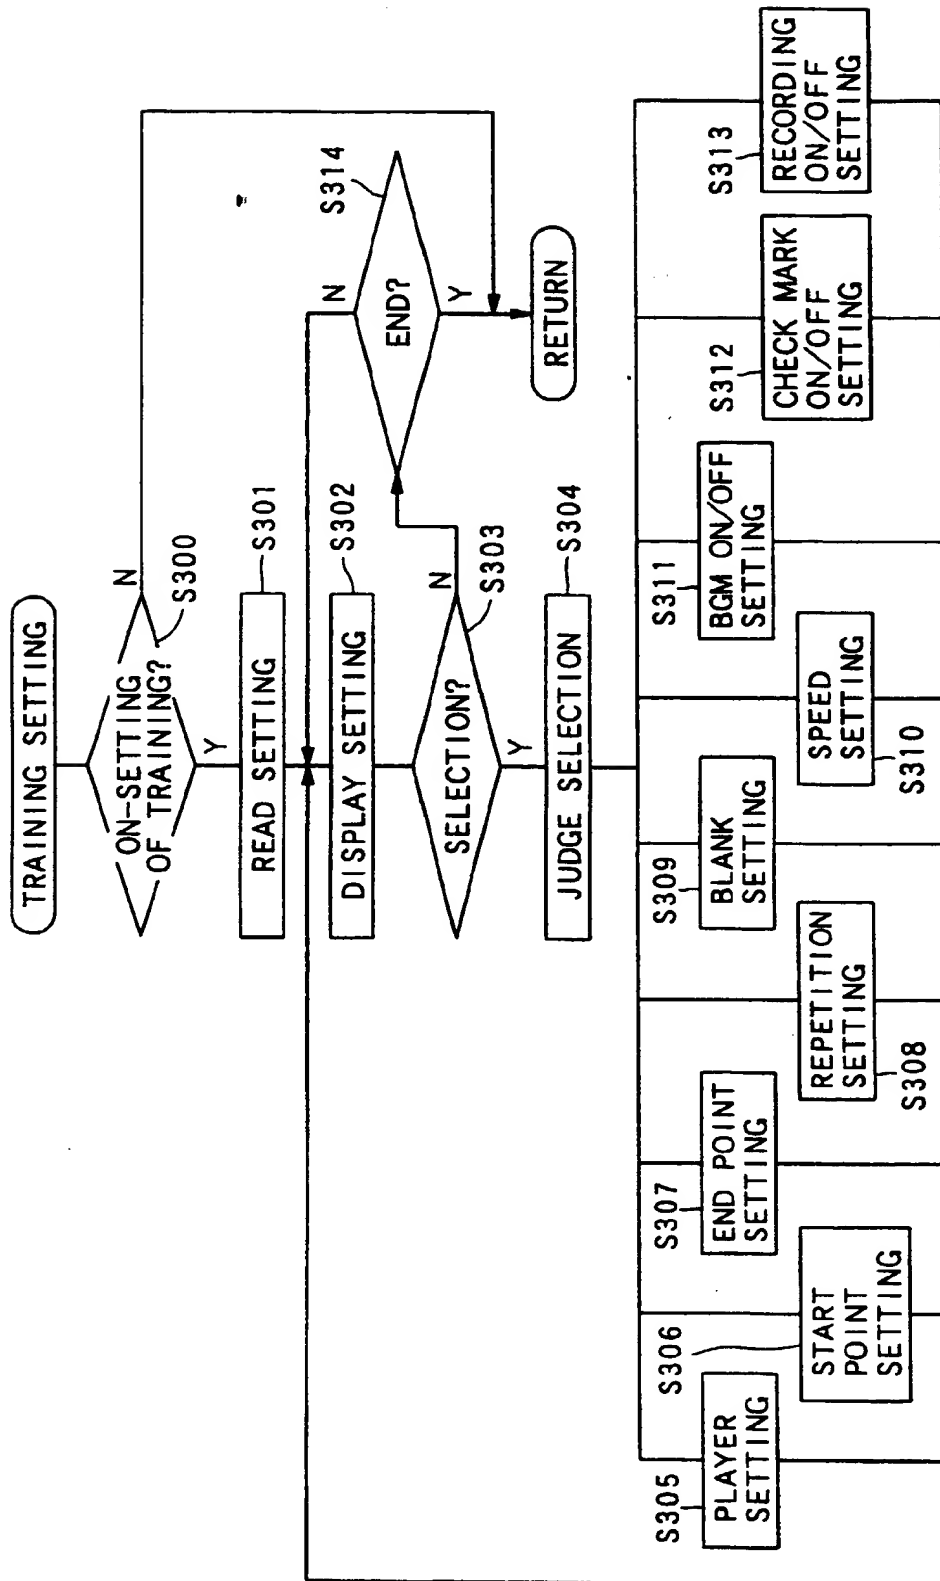 TRAINING SETTING
ON-SETTING
OF TRAINING?
S300
N
Y
READ SETTING
S301
DISPLAY SETTING
S302
SELECTION?
S303
N
Y
JUDGE SELECTION
S304
END?
S314
N
Y
RETURN
S305
PLAYER
SETTING
S306
START
POINT
SETTING
S307
END POINT
SETTING
REPETITION
SETTING
S308
S309
BLANK
SETTING
SPEED
SETTING
S310
S311
BGM ON/OFF
SETTING
S312
CHECK MARK
ON/OFF
SETTING
S313
RECORDING
ON/OFF
SETTING